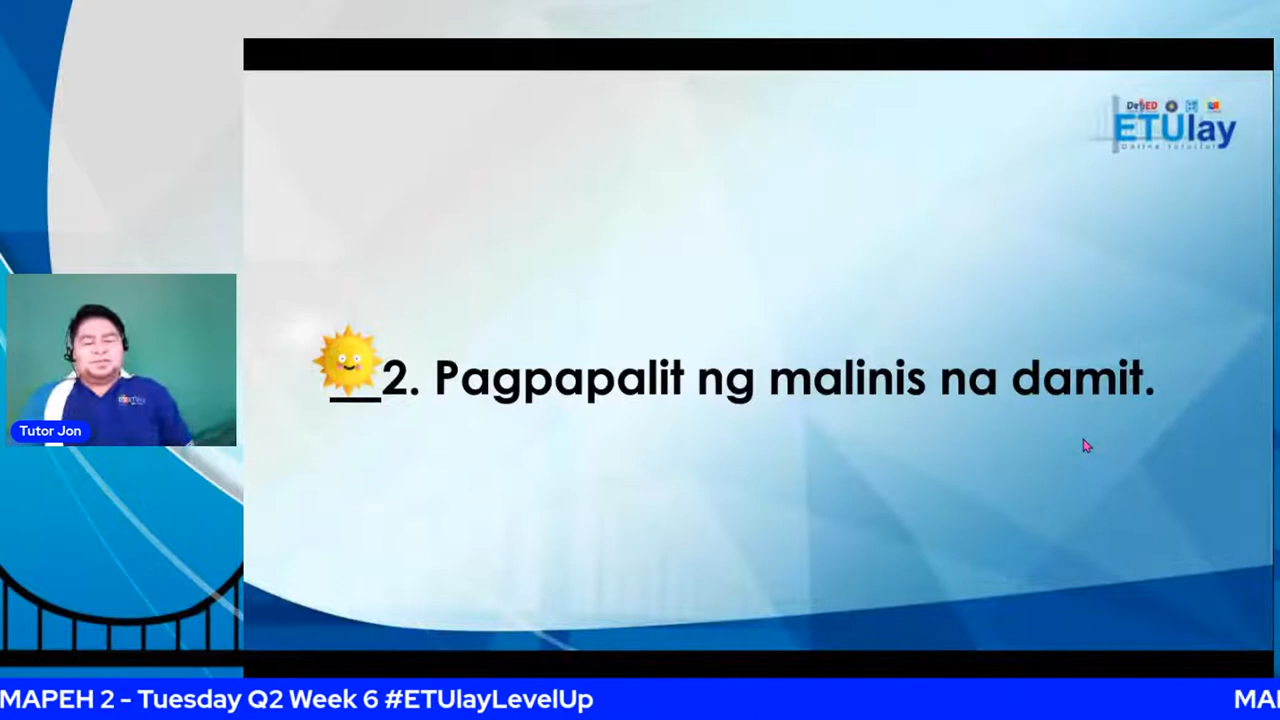 DepED
ETUlay
Online Tutorial
2. Pagpapalit ng malinis na damit.
Tutor Jon
MAPEH 2 - Tuesday Q2 Week 6 #ETUlayLevelUp
MA